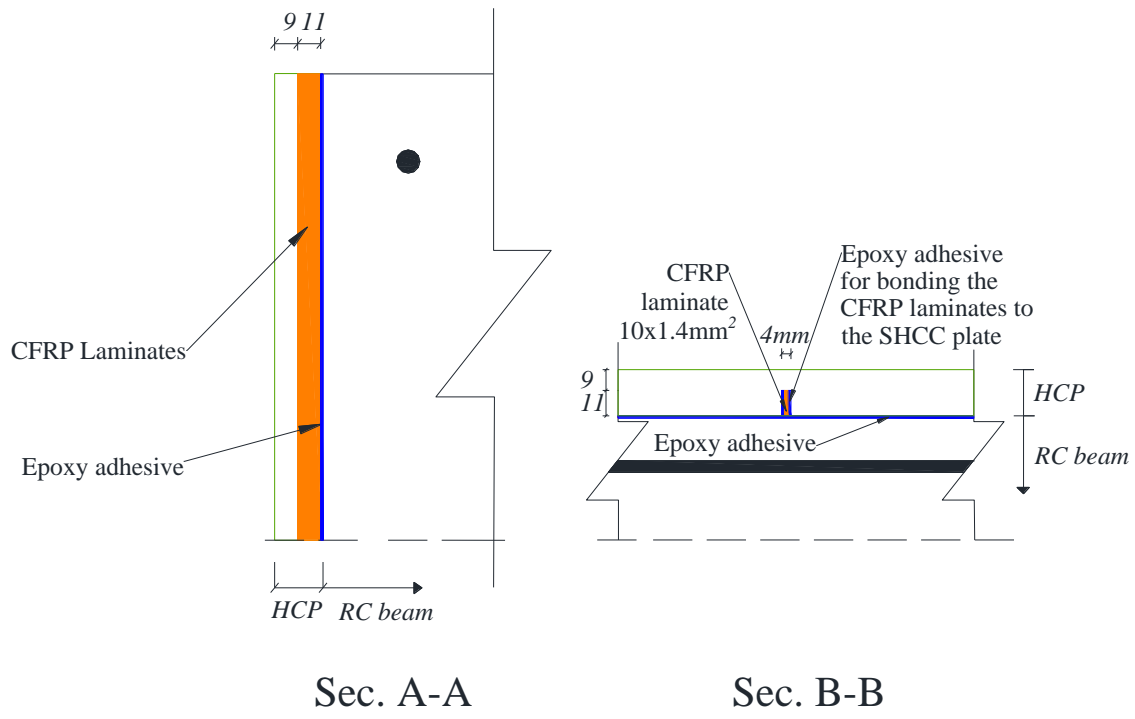 9 11
CFRP Laminates
Epoxy adhesive
HCP RC beam
Sec. A-A
CFRP
laminate
10x1.4mm²
4mm
Epoxy adhesive
for bonding the
CFRP laminates to
the SHCC plate
9
11
HCP
Epoxy adhesive
RC beam
Sec. B-B